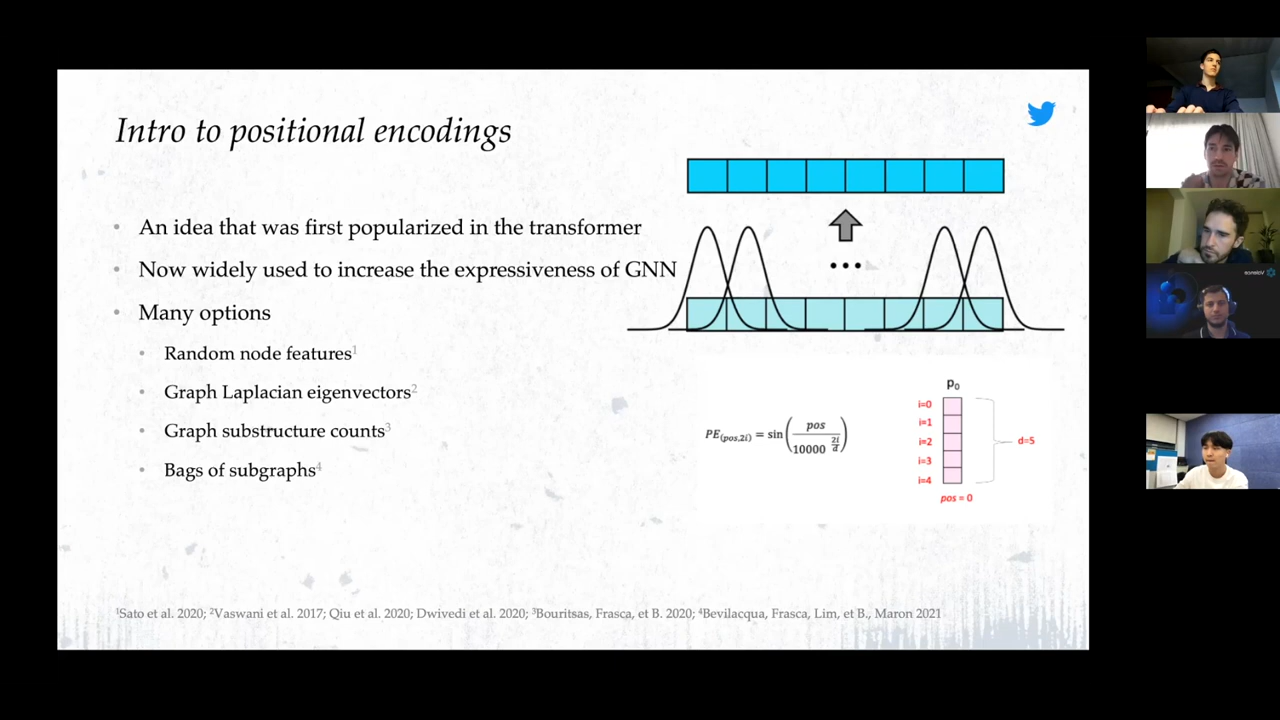 Intro to positional encodings
• An idea that was first popularized in the transformer
• Now widely used to increase the expressiveness of GNN
• Many options
• Random node features¹
• Graph Laplacian eigenvectors²
• Graph substructure counts³
• Bags of subgraphs⁴
•••
PE(pos,2i) = sin(pos / 10000^(2i/d))
p₀
i=0
i=1
i=2
i=3
i=4
d=5
pos = 0
¹Sato et al. 2020; ²Vaswani et al. 2017; Qiu et al. 2020; Dwivedi et al. 2020; ³Bouritsas, Frasca, et B. 2020; ⁴Bevilacqua, Frasca, Lim, et B., Maron 2021